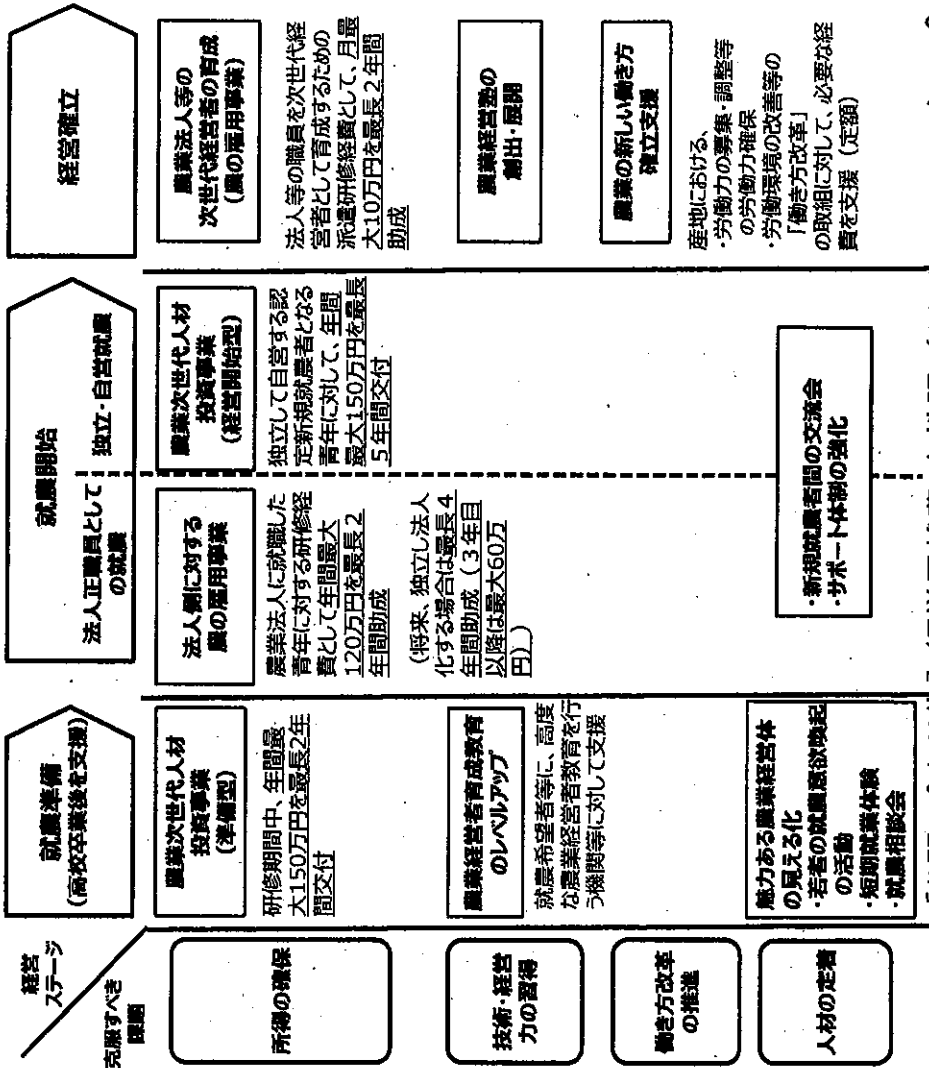 経営
ステージ
克服すべき
課題
就農準備
(高校卒業後を支援)
就農開始
法人正職員として
の就農
独立・自営就農
経営確立
所得の確保
農業次世代人材
投資事業
(準備型)
研修期間中、年間最
大150万円を最長2年
間交付
法人側に対する
農の雇用事業
農業法人に就職した
青年に対する研修経
費として年間最大
120万円を最長2
年間助成
(将来、独立し法人
化する場合は最長4
年間助成(3年目
以降は最大60万
円))
農業次世代人材
投資事業
(経営開始型)
独立して自営する認
定新規就農者となる
青年に対して、年間
最大150万円を最長
5年間交付
農業法人等の
次世代経営者の育成
(農の雇用事業)
法人等の職員を次世代経
営者として育成するための
派遣研修経費として、月最
大10万円を最長2年間
助成
技術・経営
力の習得
農業経営者育成教育
のレベルアップ
就農希望者等に、高度
な農業経営者教育を行
う機関等に対して支援
農業経営塾の
創出・展開
働き方改革
の推進
農業の新しい働き方
確立支援
産地における、
・労働力の募集・調整等
の労働力確保
・労働環境の改善等の
「働き方改革」
の取組に対して、必要な経
費を支援(定額)
人材の定着
魅力ある農業経営体
の見える化
・若者の就農意欲喚起
の活動
・短期就業体験
・就農相談会
・新規就農者間の交流会
・サポート体制の強化